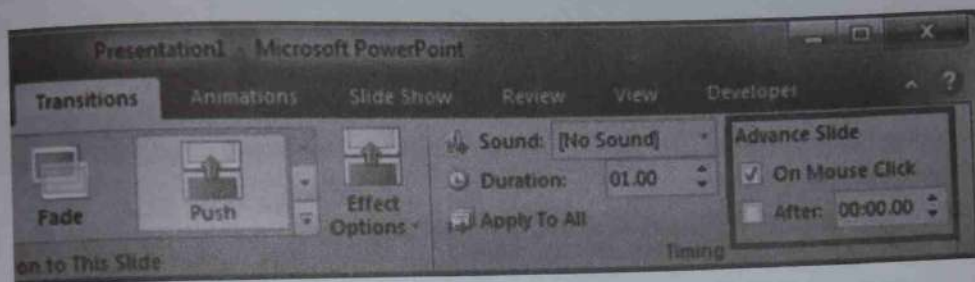 Presentation1 - Microsoft PowerPoint
Transitions Animations Slide Show Review View Developer ?
Sound: [No Sound] Advance Slide
Duration: 01.00 On Mouse Click
Fade Push Effect Options Apply To All After: 00:00.00
on to This Slide Timing